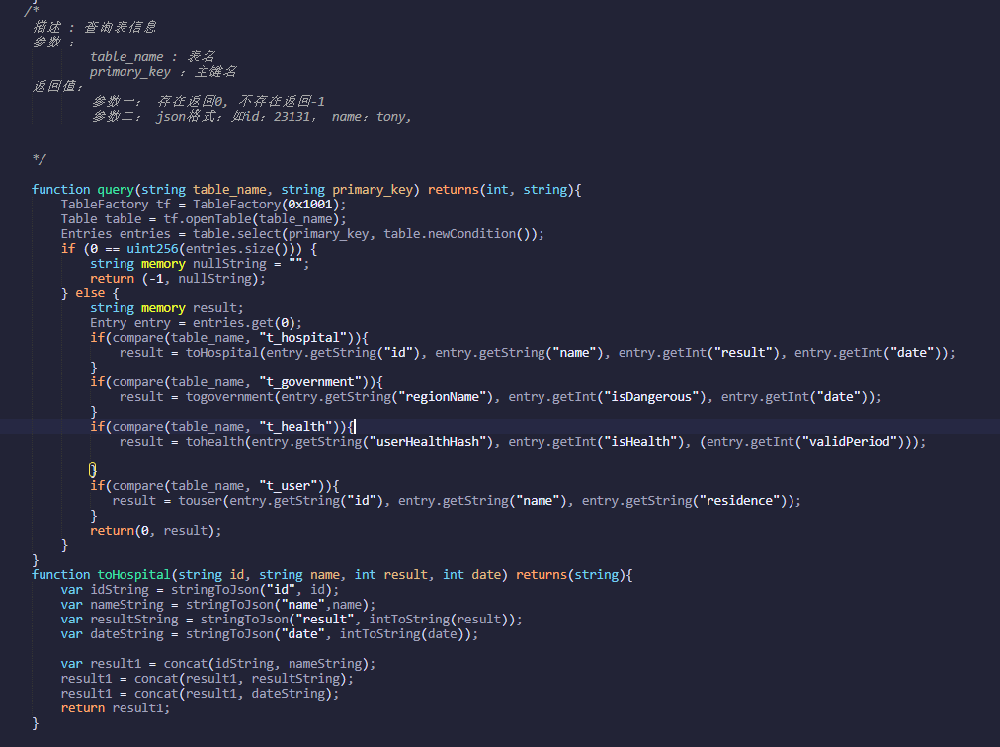 /*
描述 : 查询表信息
参数 :
table_name : 表名
primary_key : 主键名
返回值:
参数一: 存在返回0, 不存在返回-1
参数二: json格式: 如id: 23131, name: tony,
*/
function query(string table_name, string primary_key) returns(int, string){
TableFactory tf = TableFactory(0x1001);
Table table = tf.openTable(table_name);
Entries entries = table.select(primary_key, table.newCondition());
if (0 == uint256(entries.size())) {
string memory nullString = "";
return (-1, nullString);
} else {
string memory result;
Entry entry = entries.get(0);
if(compare(table_name, "t_hospital")){
result = toHospital(entry.getString("id"), entry.getString("name"), entry.getInt("result"), entry.getInt("date"));
}
if(compare(table_name, "t_government")){
result = togovernment(entry.getString("regionName"), entry.getInt("isDangerous"), entry.getInt("date"));
}
if(compare(table_name, "t_health")){
result = tohealth(entry.getString("userHealthHash"), entry.getInt("isHealth"), (entry.getInt("validPeriod")));
}
if(compare(table_name, "t_user")){
result = touser(entry.getString("id"), entry.getString("name"), entry.getString("residence"));
}
return(0, result);
}
}
function toHospital(string id, string name, int result, int date) returns(string){
var idString = stringToJson("id", id);
var nameString = stringToJson("name",name);
var resultString = stringToJson("result", intToString(result));
var dateString = stringToJson("date", intToString(date));
var result1 = concat(idString, nameString);
result1 = concat(result1, resultString);
result1 = concat(result1, dateString);
return result1;
}